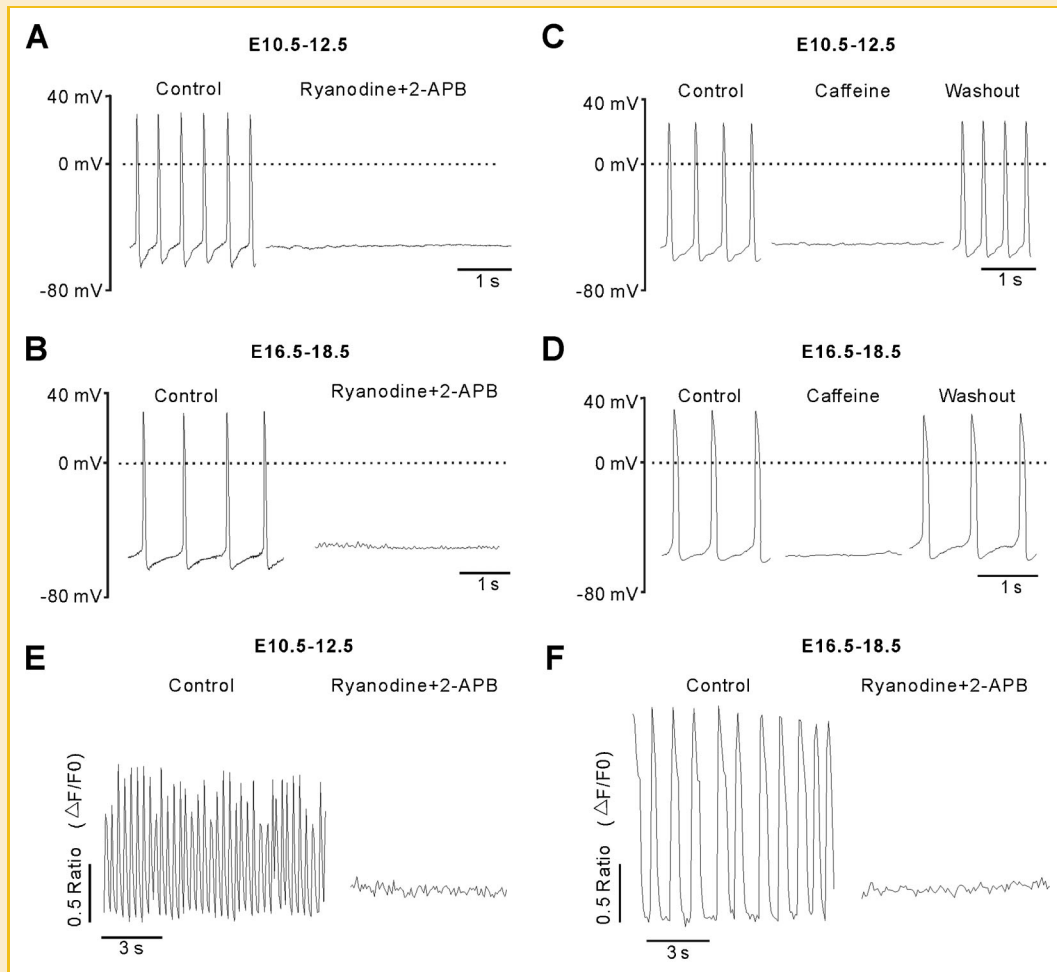 A
E10.5-12.5
Control
Ryanodine+2-APB
40 mV
0 mV
-80 mV
1 s
C
E10.5-12.5
Control
Caffeine
Washout
40 mV
0 mV
-80 mV
1 s
B
E16.5-18.5
Control
Ryanodine+2-APB
40 mV
0 mV
-80 mV
1 s
D
E16.5-18.5
Control
Caffeine
Washout
40 mV
0 mV
-80 mV
1 s
E
E10.5-12.5
Control
Ryanodine+2-APB
0.5 Ratio (△F/F0)
3 s
F
E16.5-18.5
Control
Ryanodine+2-APB
0.5 Ratio (△F/F0)
3 s